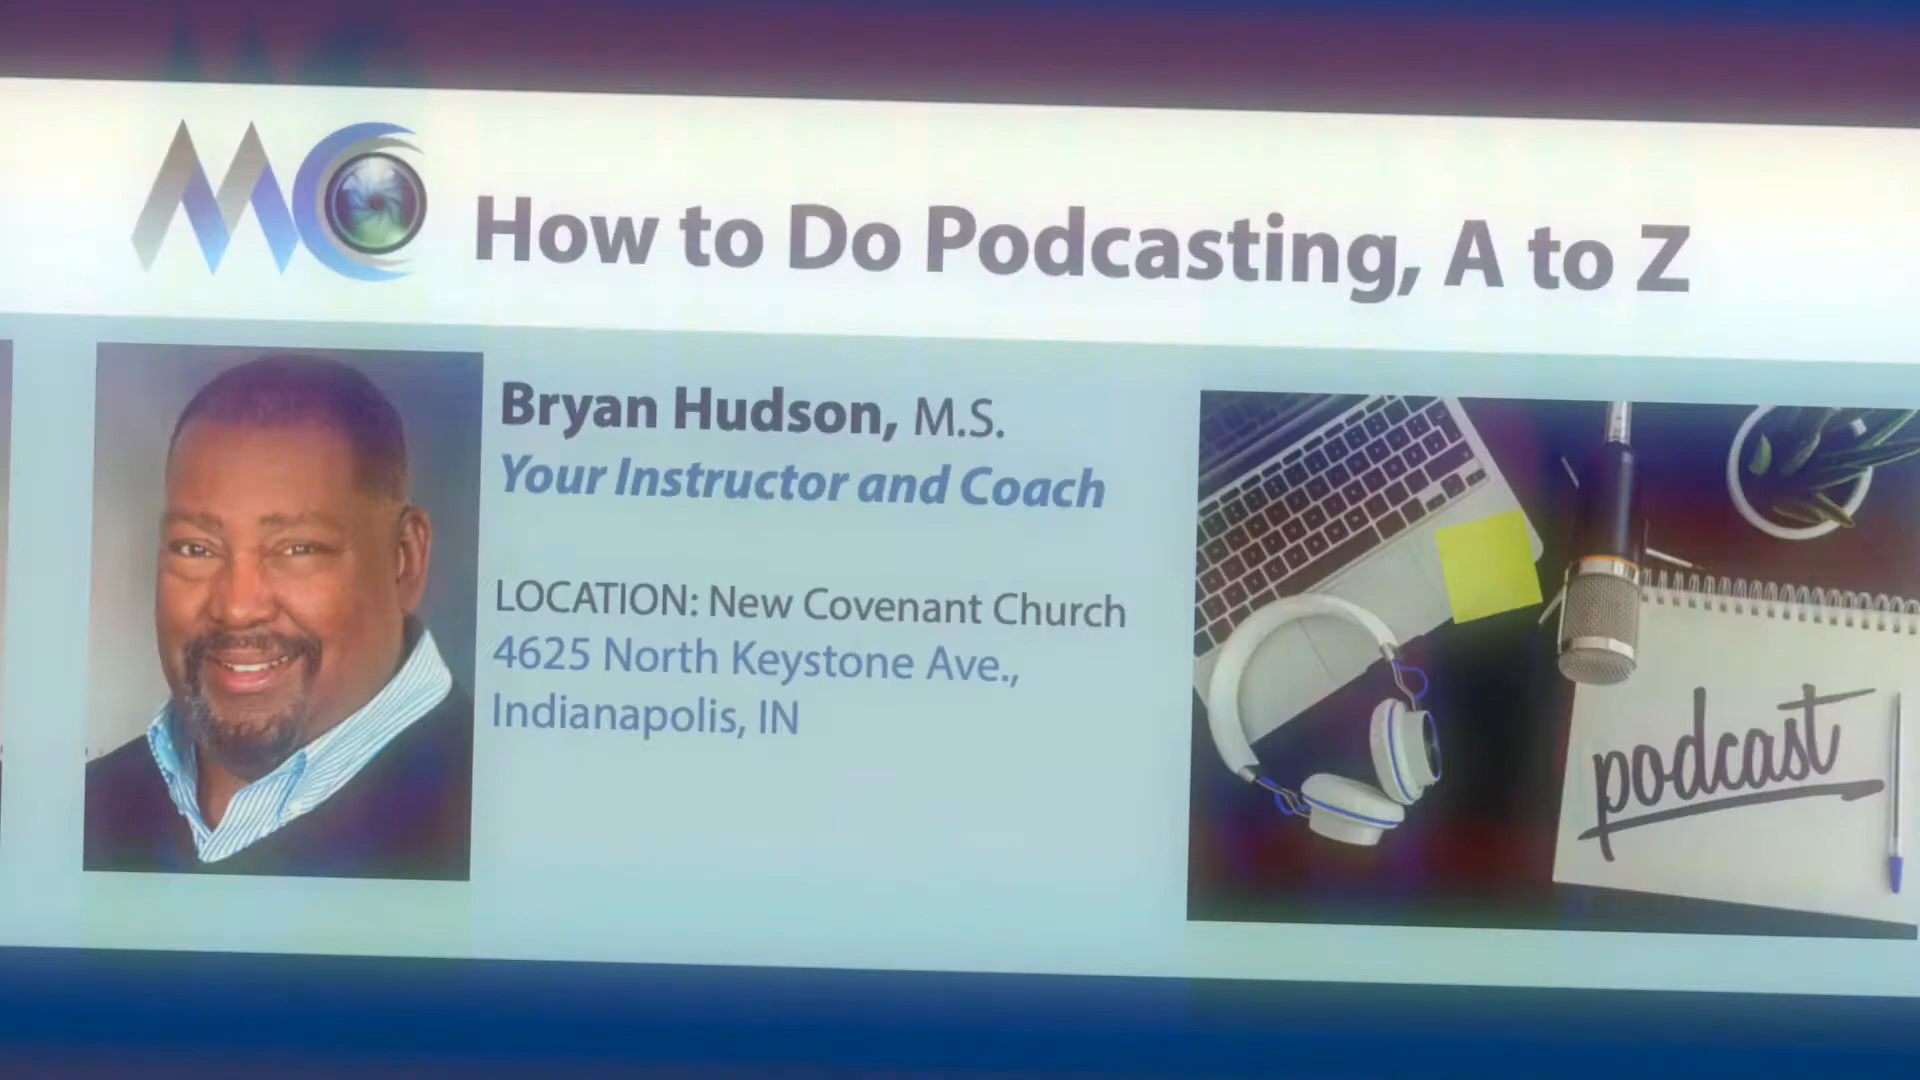 MC
How to Do Podcasting, A to Z
Bryan Hudson, M.S.
Your Instructor and Coach
LOCATION: New Covenant Church
4625 North Keystone Ave.,
Indianapolis, IN
podcast